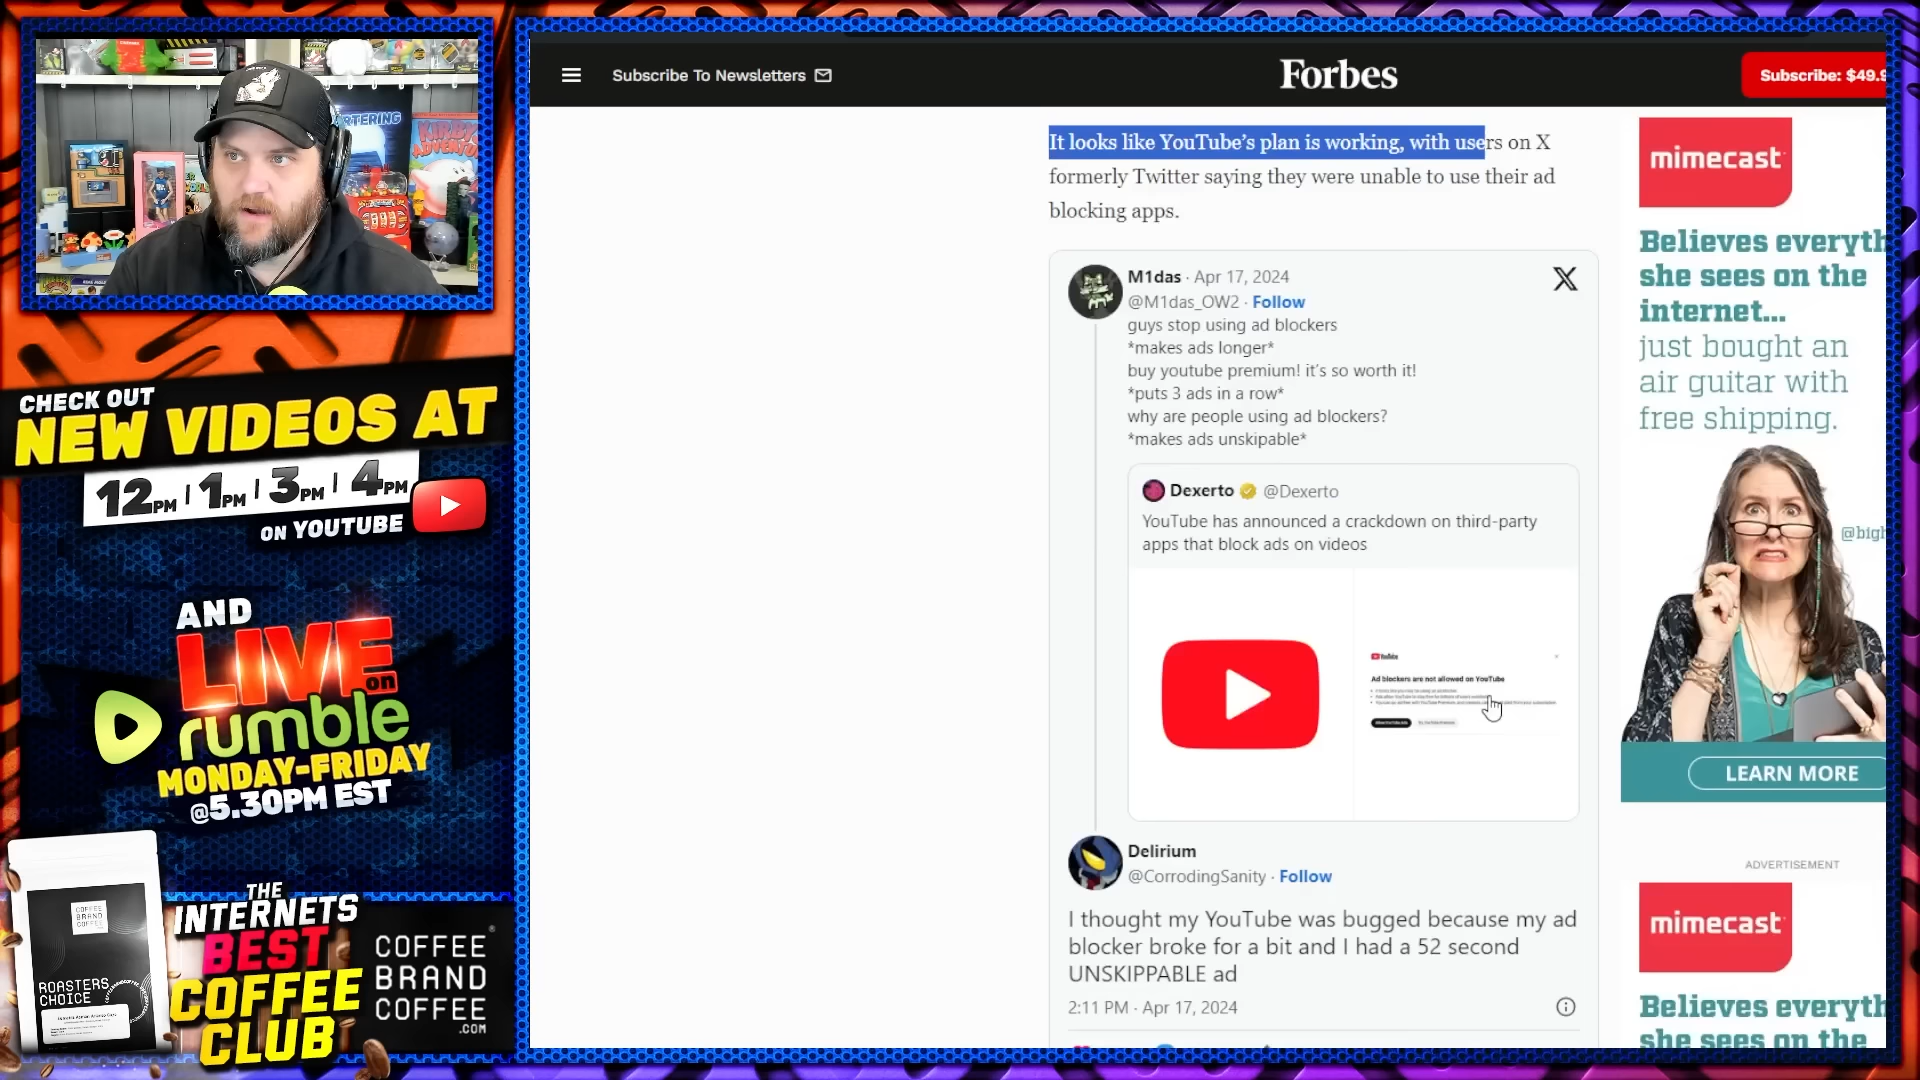 CHECK OUT
NEW VIDEOS AT
12PM | 1PM | 3PM | 4PM
ON YOUTUBE
AND
LIVE
on
rumble
MONDAY-FRIDAY
@5.30PM EST
THE
INTERNETS
BEST
COFFEE
CLUB
COFFEE
BRAND
COFFEE
.COM
COFFEE
BRAND
COFFEE
ROASTERS
CHOICE
KIRBY'S
ADVENTURE
Subscribe To Newsletters
Forbes
Subscribe: $49.9
It looks like YouTube’s plan is working, with users on X
formerly Twitter saying they were unable to use their ad
blocking apps.
M1das · Apr 17, 2024
@M1das_OW2 · Follow
guys stop using ad blockers
*makes ads longer*
buy youtube premium! it’s so worth it!
*puts 3 ads in a row*
why are people using ad blockers?
*makes ads unskipable*
Dexerto @Dexerto
YouTube has announced a crackdown on third-party
apps that block ads on videos
YouTube
Ad blockers are not allowed on YouTube
Delirium
@CorrodingSanity · Follow
I thought my YouTube was bugged because my ad
blocker broke for a bit and I had a 52 second
UNSKIPPABLE ad
2:11 PM · Apr 17, 2024
mimecast
Believes everyth
she sees on the
internet...
just bought an
air guitar with
free shipping.
@bigh
LEARN MORE
ADVERTISEMENT
mimecast
Believes everyth
she sees on the